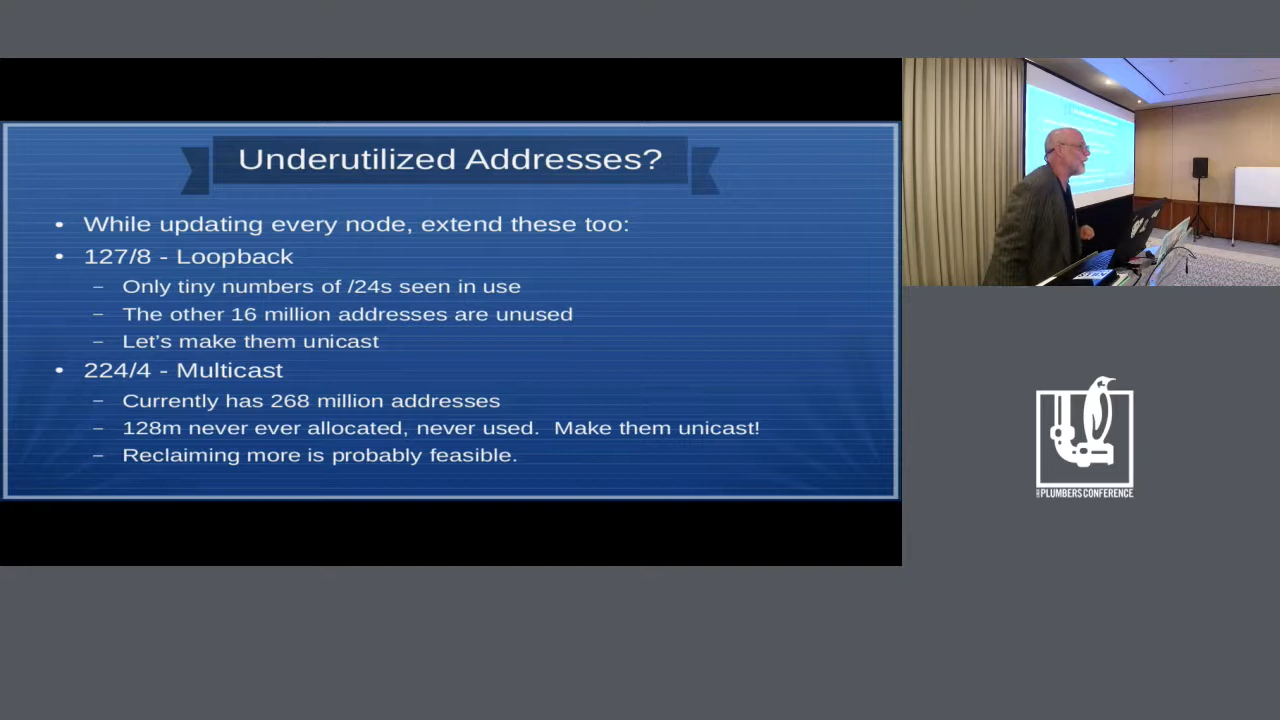 Underutilized Addresses?
• While updating every node, extend these too:
• 127/8 - Loopback
– Only tiny numbers of /24s seen in use
– The other 16 million addresses are unused
– Let's make them unicast
• 224/4 - Multicast
– Currently has 268 million addresses
– 128m never ever allocated, never used.  Make them unicast!
– Reclaiming more is probably feasible.
PLUMBERS CONFERENCE